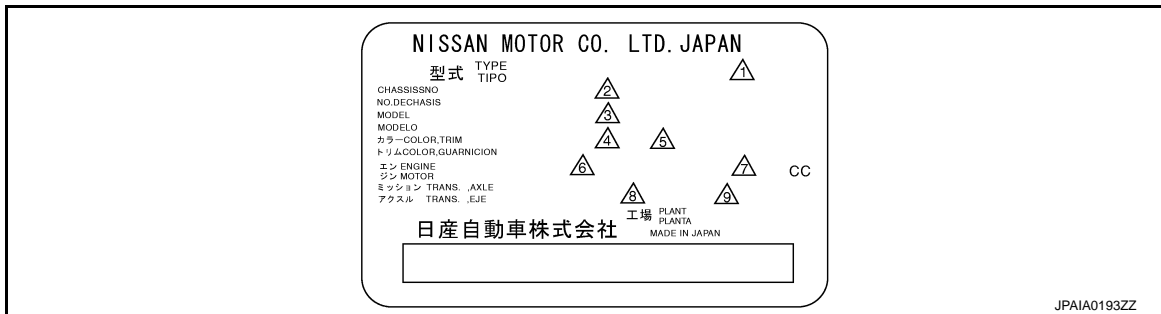 NISSAN MOTOR CO. LTD. JAPAN
型式 TYPE
TIPO
1
CHASSISSNO
2
NO.DECHASIS
MODEL
3
MODELO
カラーCOLOR,TRIM
4 5
トリムCOLOR,GUARNICION
エン ENGINE
6 7 CC
ジン MOTOR
ミッション TRANS. ,AXLE
8 9
アクスル TRANS. ,EJE
工場 PLANT
PLANTA
日産自動車株式会社
MADE IN JAPAN
JPAIA0193ZZ